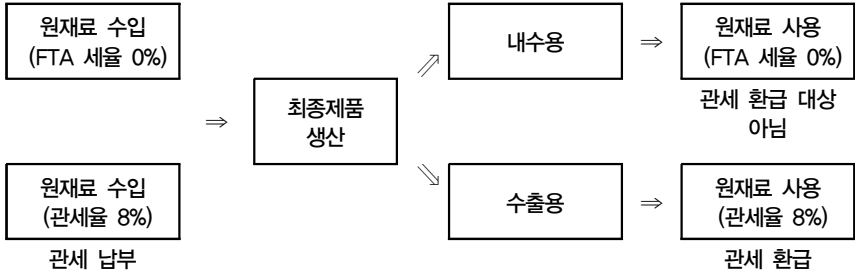 원재료 수입
(FTA 세율 0%)
내수용
⇒
원재료 사용
(FTA 세율 0%)
관세 환급 대상
아님
⇒
최종제품
생산
⇗
⇘
원재료 수입
(관세율 8%)
관세 납부
수출용
⇒
원재료 사용
(관세율 8%)
관세 환급